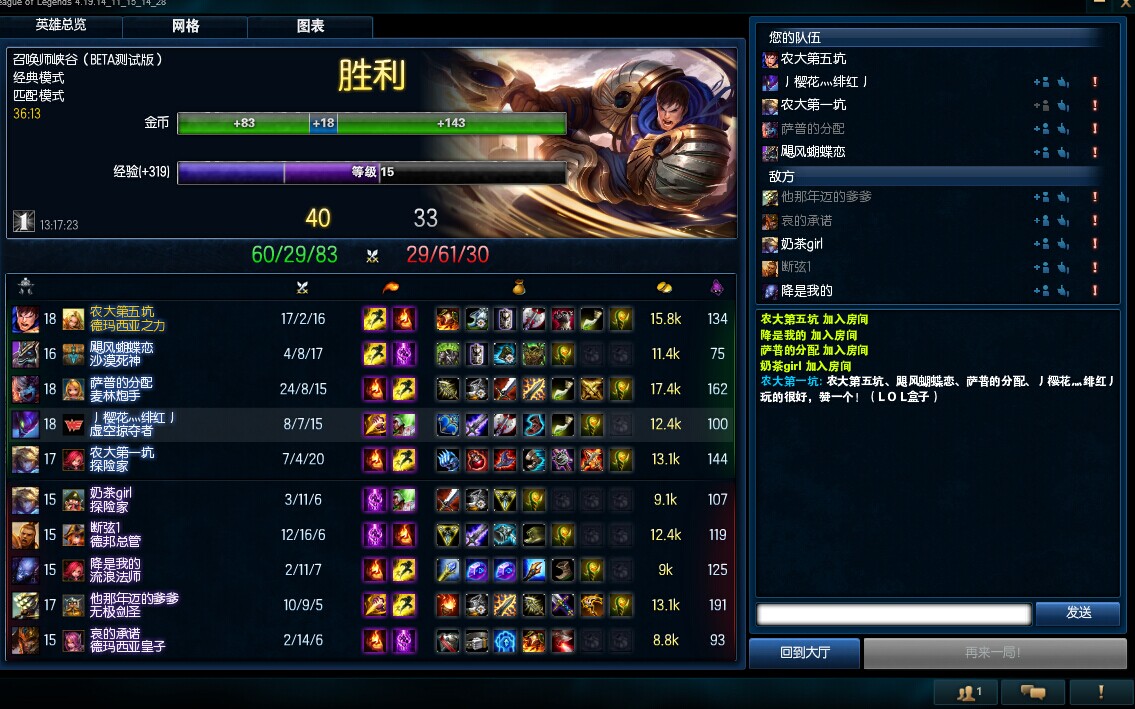 eague of Legends 4.19.14_11_15_14_28
英雄总览
网格
图表
召唤师峡谷（BETA测试版）
经典模式
匹配模式
36:13
胜利
金币
+83
+18
+143
经验(+319)
等级 15
40
33
1
13:17:23
60/29/83
29/61/30
18 农大第五坑 17/2/16 15.8k 134
德玛西亚之力
16 飓风蝴蝶恋 4/8/17 11.4k 75
沙漠死神
18 萨普的分配 24/8/15 17.4k 162
麦林炮手
18 丿樱花灬绯红丿 8/7/15 12.4k 100
虚空掠夺者
17 农大第一坑 7/4/20 13.1k 144
探险家
15 奶茶girl 3/11/6 9.1k 107
探险家
15 断弦1 12/16/6 12.4k 119
德邦总管
15 降是我的 2/11/7 9k 125
流浪法师
17 他那年迈的爹爹 10/9/5 13.1k 191
无极剑圣
15 哀的承诺 2/14/6 8.8k 93
德玛西亚皇子
您的队伍
农大第五坑
丿樱花灬绯红丿
农大第一坑
萨普的分配
飓风蝴蝶恋
敌方
他那年迈的爹爹
哀的承诺
奶茶girl
断弦1
降是我的
农大第五坑 加入房间
降是我的 加入房间
萨普的分配 加入房间
奶茶girl 加入房间
农大第一坑: 农大第五坑、飓风蝴蝶恋、萨普的分配、丿樱花灬绯红丿
玩的很好，赞一个！（ＬＯＬ盒子）
发送
回到大厅
再来一局!
1